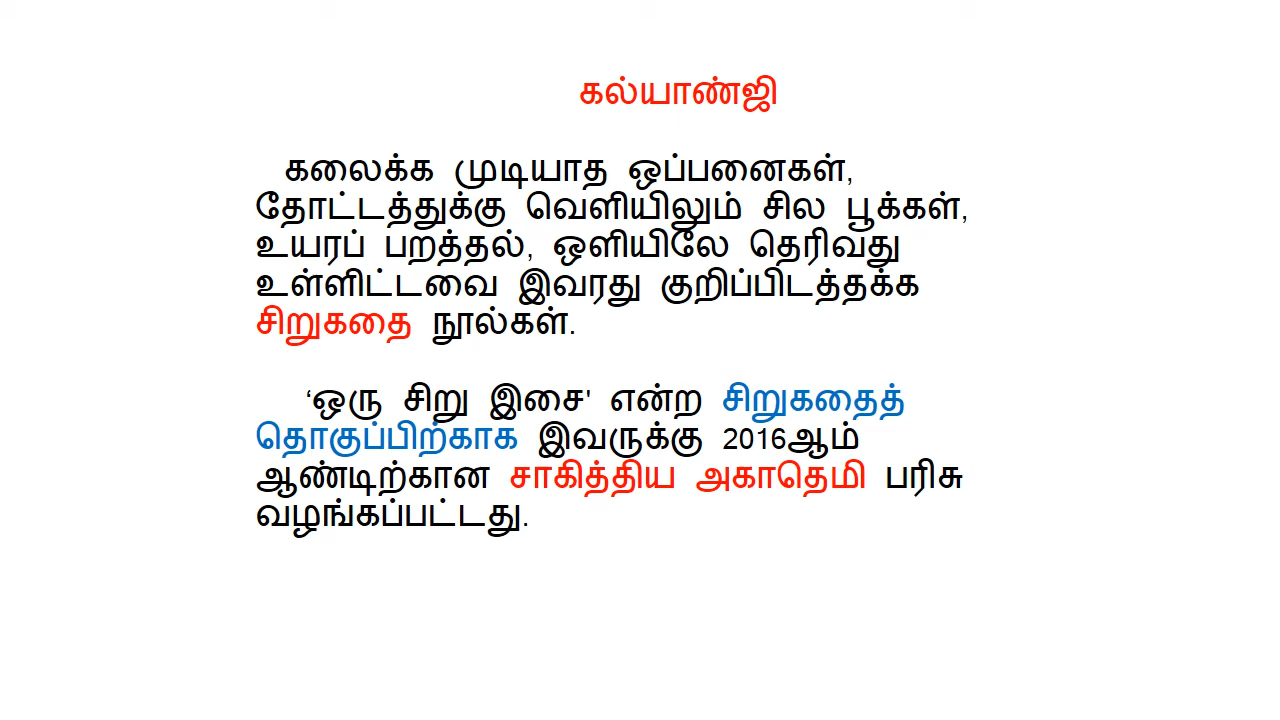 கல்யாண்ஜி
கலைக்க முடியாத ஒப்பனைகள்,
தோட்டத்துக்கு வெளியிலும் சில பூக்கள்,
உயரப் பறத்தல், ஒளியிலே தெரிவது
உள்ளிட்டவை இவரது குறிப்பிடத்தக்க
சிறுகதை நூல்கள்.
‘ஒரு சிறு இசை' என்ற சிறுகதைத்
தொகுப்பிற்காக இவருக்கு 2016ஆம்
ஆண்டிற்கான சாகித்திய அகாதெமி பரிசு
வழங்கப்பட்டது.